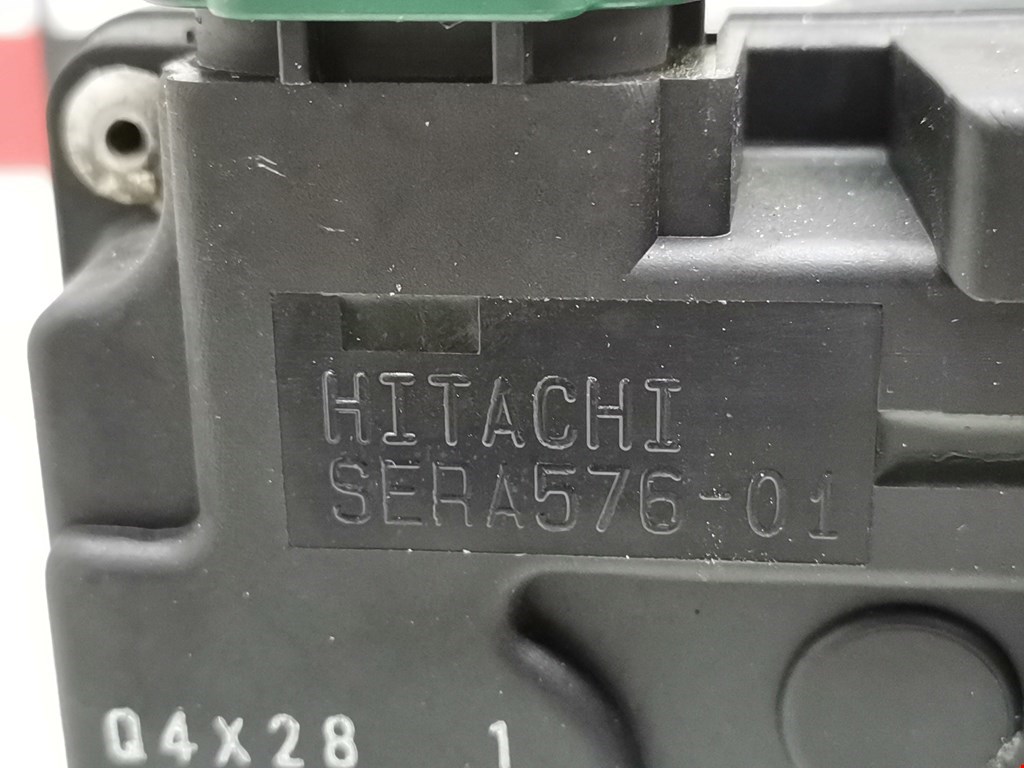 HITACHI
SERA576-01
Q4X28 1